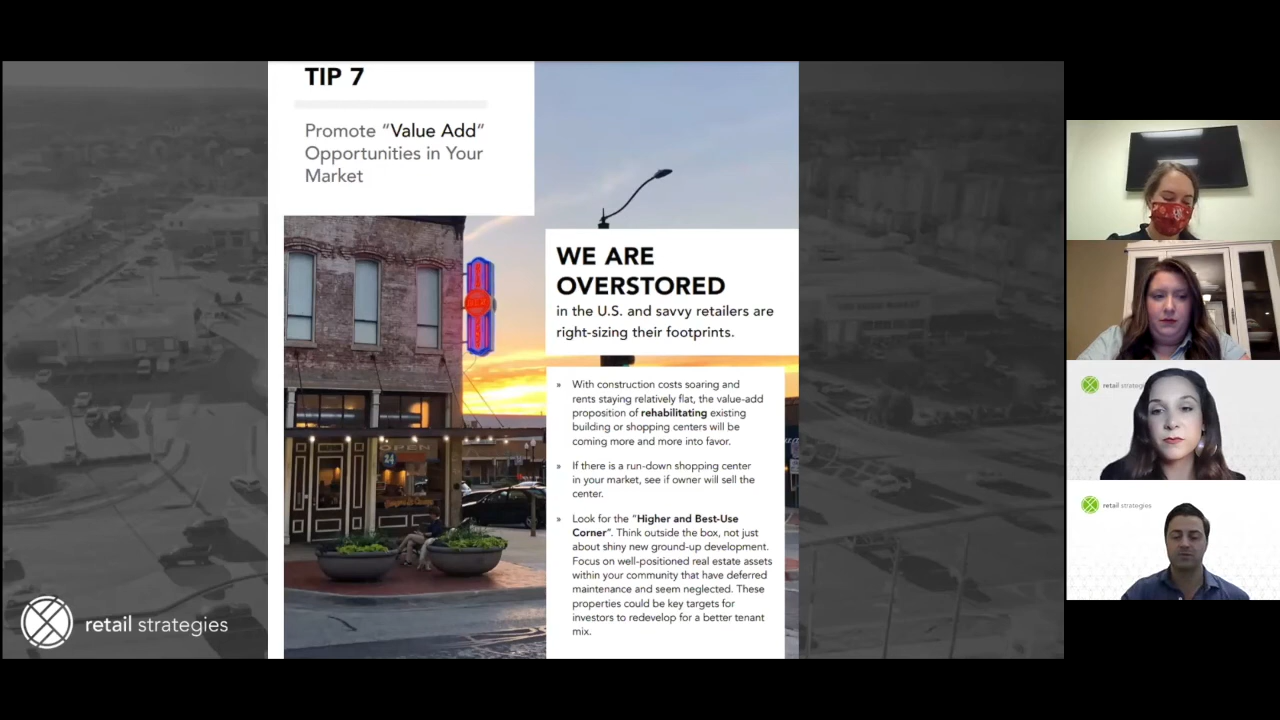 TIP 7
Promote “Value Add”
Opportunities in Your
Market
WE ARE
OVERSTORED
in the U.S. and savvy retailers are
right-sizing their footprints.
» With construction costs soaring and
rents staying relatively flat, the value-add
proposition of rehabilitating existing
building or shopping centers will be
coming more and more into favor.
» If there is a run-down shopping center
in your market, see if owner will sell the
center.
» Look for the “Higher and Best-Use
Corner”. Think outside the box, not just
about shiny new ground-up development.
Focus on well-positioned real estate assets
within your community that have deferred
maintenance and seem neglected. These
properties could be key targets for
investors to redevelop for a better tenant
mix.
OPEN
24
retail strategies
retail strategi
retail strategies